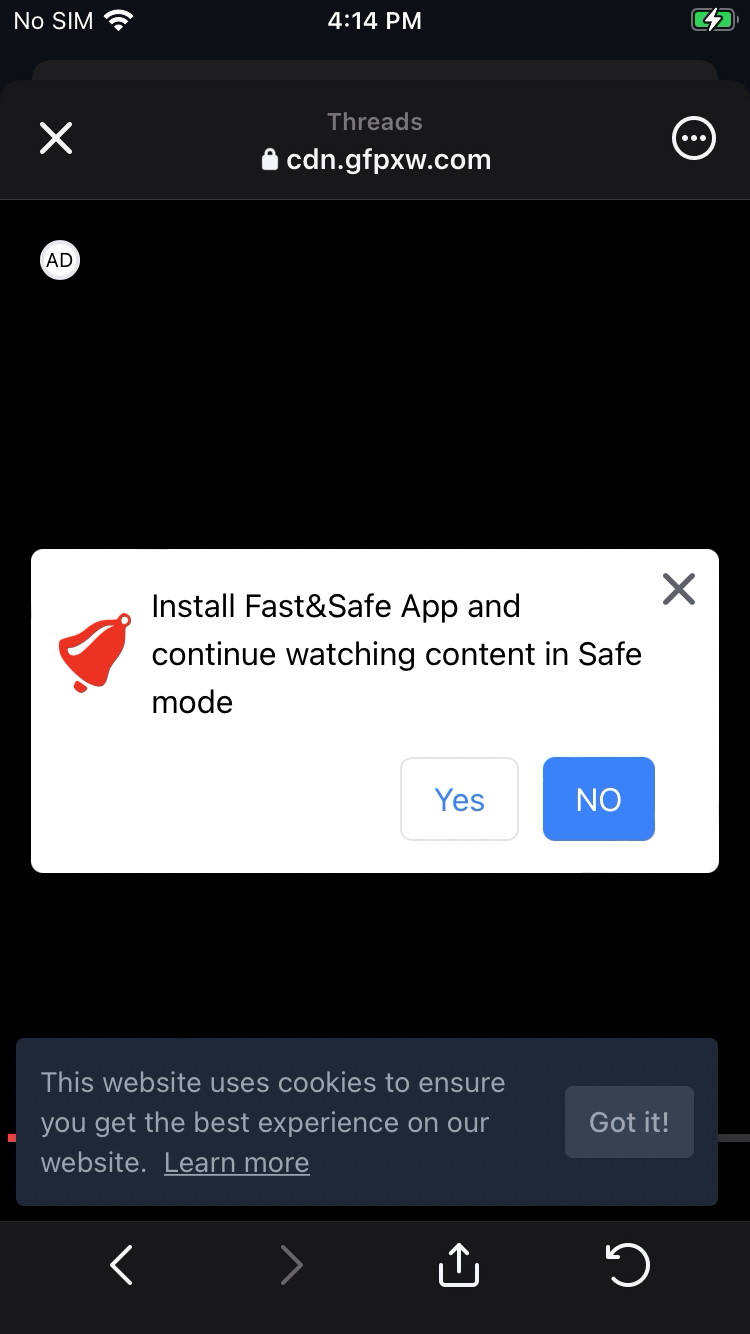 No SIM 4:14 PM
Threads
cdn.gfpxw.com
AD
Install Fast&Safe App and
continue watching content in Safe
mode
Yes NO
This website uses cookies to ensure
you get the best experience on our
website. Learn more
Got it!